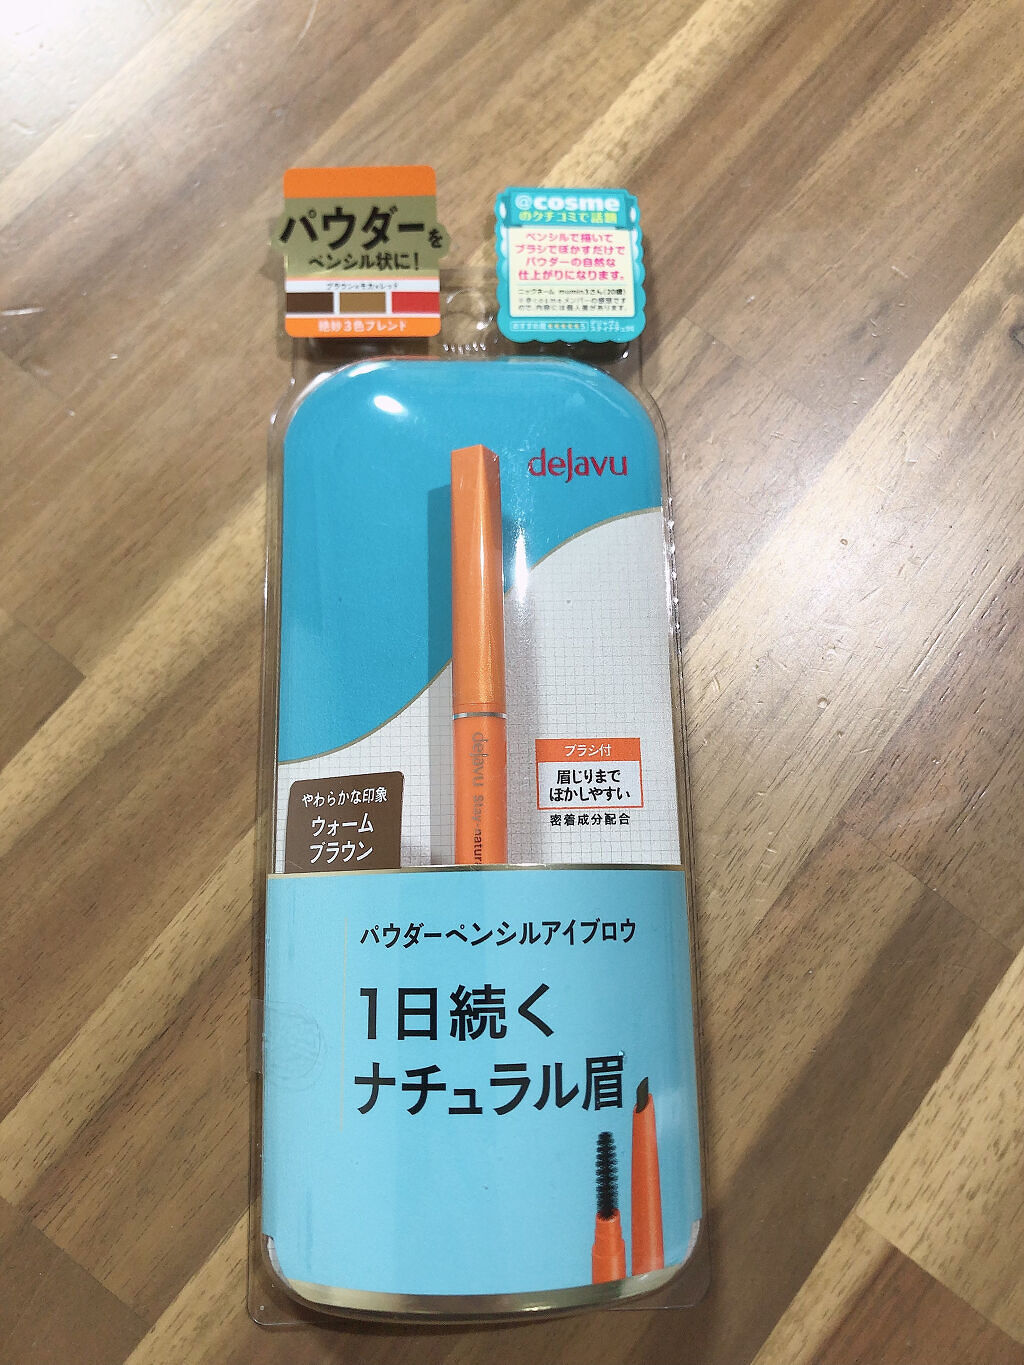 パウダーを
ペンシル状に!
ブラウン×モカ×レッド
絶妙3色ブレンド
@cosme
のクチコミで話題
ペンシルで描いて
ブラシでぼかすだけで
パウダーの自然な
仕上がりになります。
dejavu
dejavu Stay-natura
ブラシ付
眉じりまで
ぼかしやすい
密着成分配合
やわらかな印象
ウォーム
ブラウン
パウダーペンシルアイブロウ
1日続く
ナチュラル眉